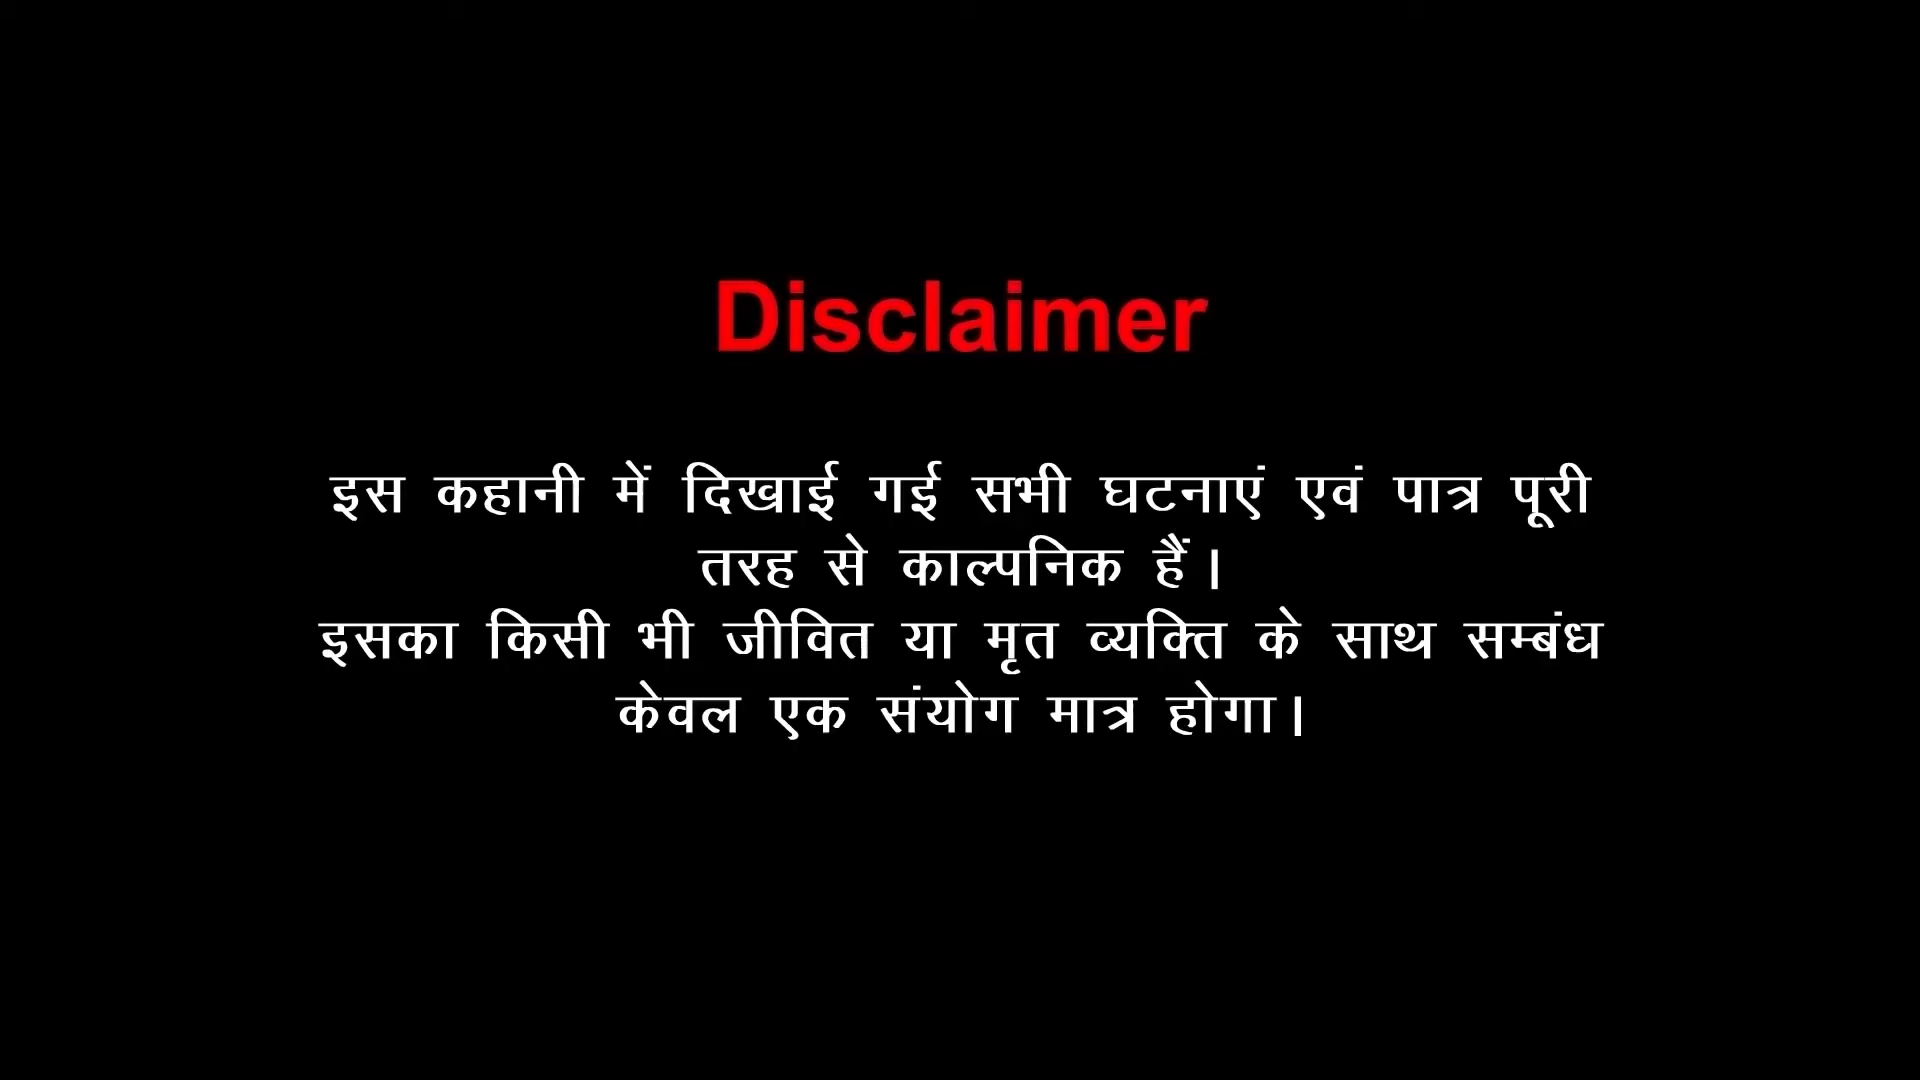 Disclaimer
इस कहानी में दिखाई गई सभी घटनाएं एवं पात्र पूरी
तरह से काल्पनिक हैं।
इसका किसी भी जीवित या मृत व्यक्ति के साथ सम्बंध
केवल एक संयोग मात्र होगा।